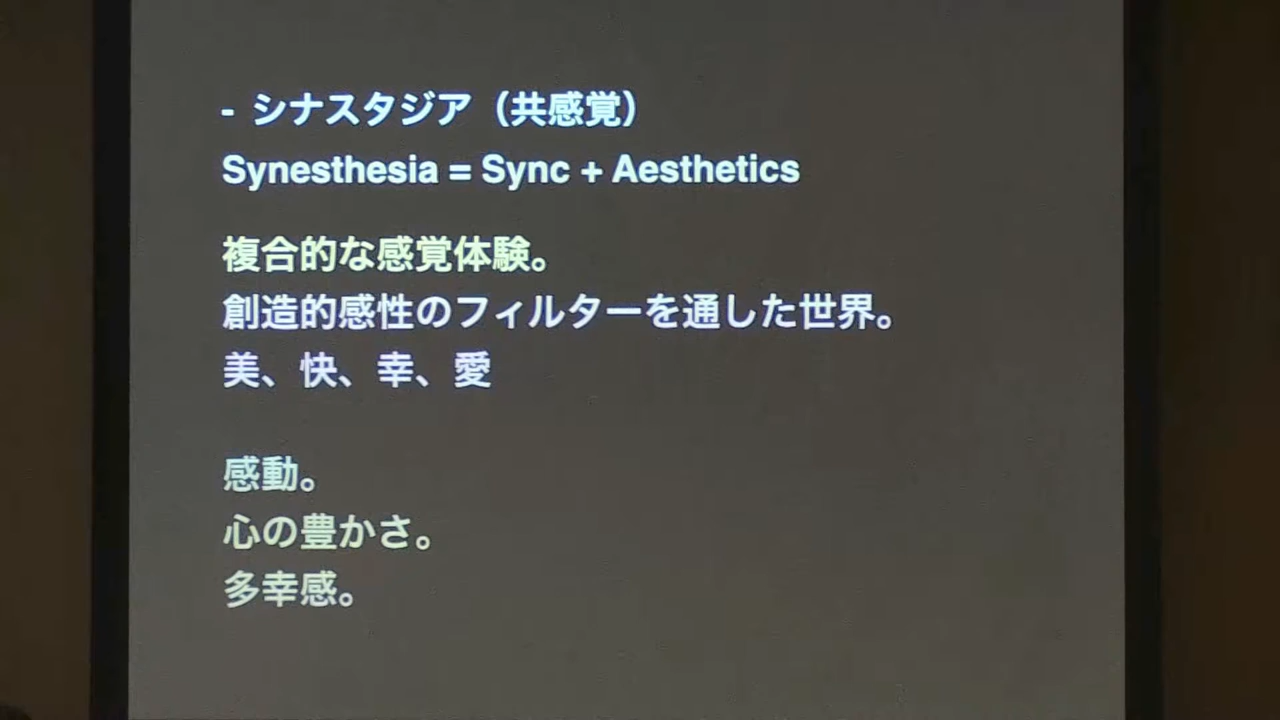 - シナスタジア（共感覚）
Synesthesia = Sync + Aesthetics
複合的な感覚体験。
創造的感性のフィルターを通した世界。
美、快、幸、愛
感動。
心の豊かさ。
多幸感。